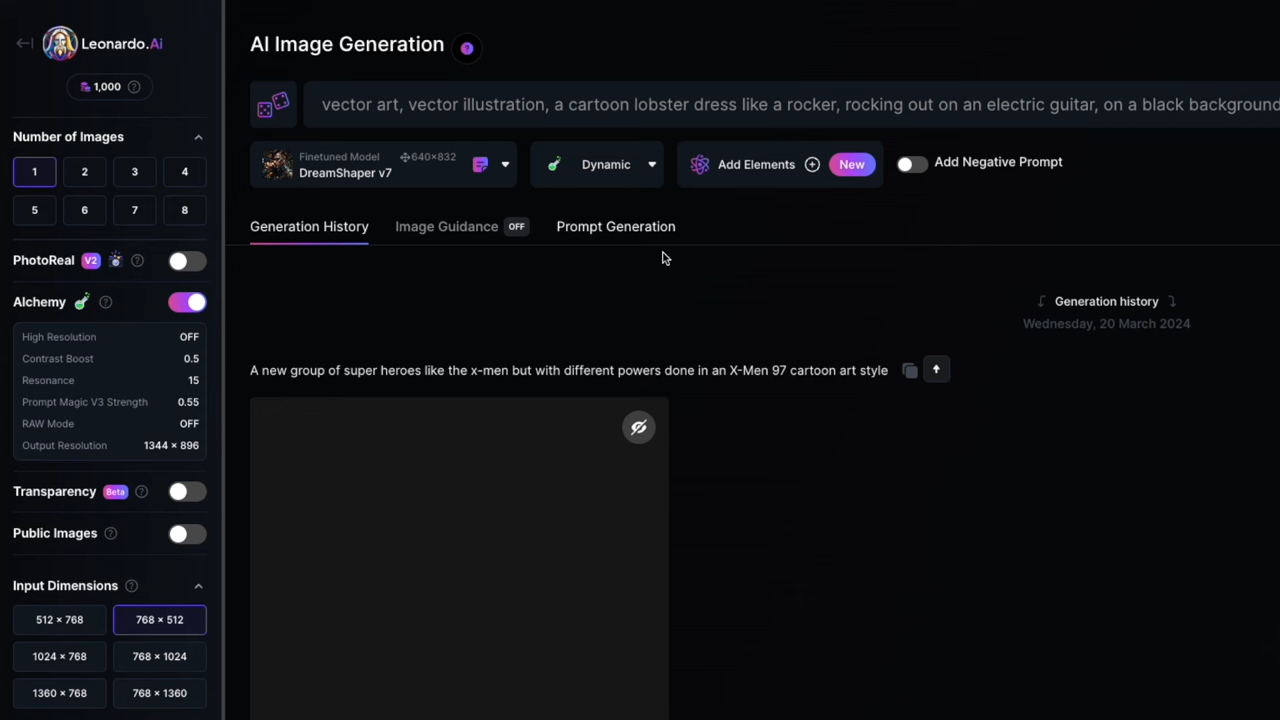 Leonardo.Ai
1,000
Number of Images
1 2 3 4
5 6 7 8
PhotoReal V2
Alchemy
High Resolution OFF
Contrast Boost 0.5
Resonance 15
Prompt Magic V3 Strength 0.55
RAW Mode OFF
Output Resolution 1344 × 896
Transparency Beta
Public Images
Input Dimensions
512 × 768 768 × 512
1024 × 768 768 × 1024
1360 × 768 768 × 1360
AI Image Generation ?
vector art, vector illustration, a cartoon lobster dress like a rocker, rocking out on an electric guitar, on a black background
Finetuned Model 640×832
DreamShaper v7
Dynamic
Add Elements New
Add Negative Prompt
Generation History Image Guidance OFF Prompt Generation
Generation history
Wednesday, 20 March 2024
A new group of super heroes like the x-men but with different powers done in an X-Men 97 cartoon art style